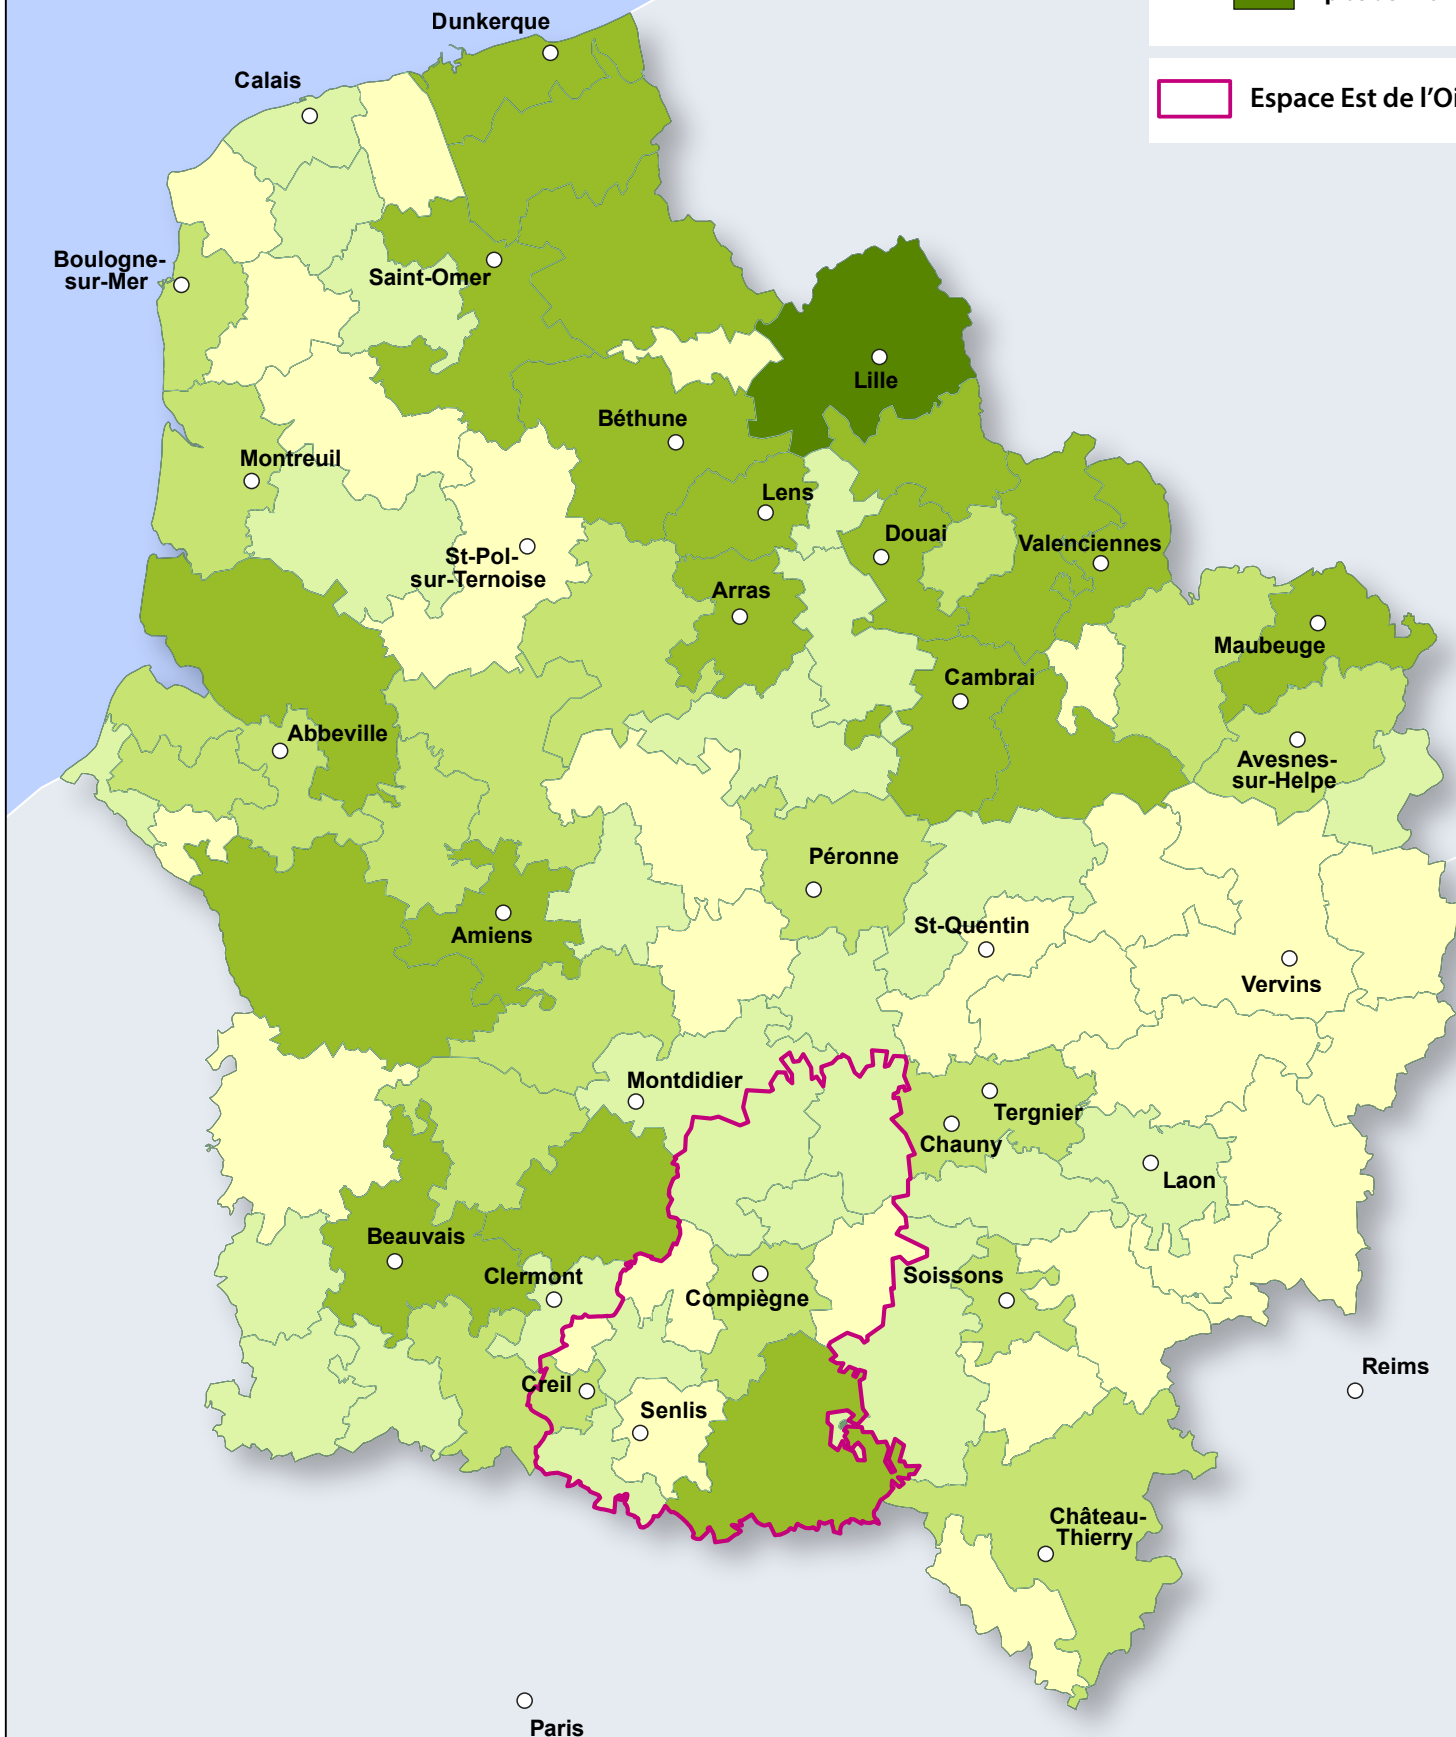 Dunkerque
Calais
Espace Est de l’Oi
Boulogne-
sur-Mer
Saint-Omer
Lille
Béthune
Montreuil
Lens
Douai
Valenciennes
St-Pol-
sur-Ternoise
Arras
Maubeuge
Cambrai
Abbeville
Avesnes-
sur-Helpe
Péronne
St-Quentin
Amiens
Vervins
Montdidier
Tergnier
Chauny
Laon
Beauvais
Clermont
Soissons
Compiègne
Reims
Creil
Senlis
Château-
Thierry
Paris